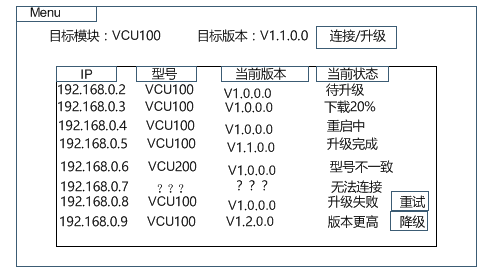 Menu
目标模块：VCU100 目标版本：V1.1.0.0 连接/升级
IP 型号 当前版本 当前状态
192.168.0.2 VCU100 V1.0.0.0 待升级
192.168.0.3 VCU100 V1.0.0.0 下载20%
192.168.0.4 VCU100 V1.0.0.0 重启中
192.168.0.5 VCU100 V1.1.0.0 升级完成
192.168.0.6 VCU200 V1.0.0.0 型号不一致
192.168.0.7 ？？？ ？？？ 无法连接
192.168.0.8 VCU100 V1.0.0.0 升级失败 重试
192.168.0.9 VCU100 V1.2.0.0 版本更高 降级